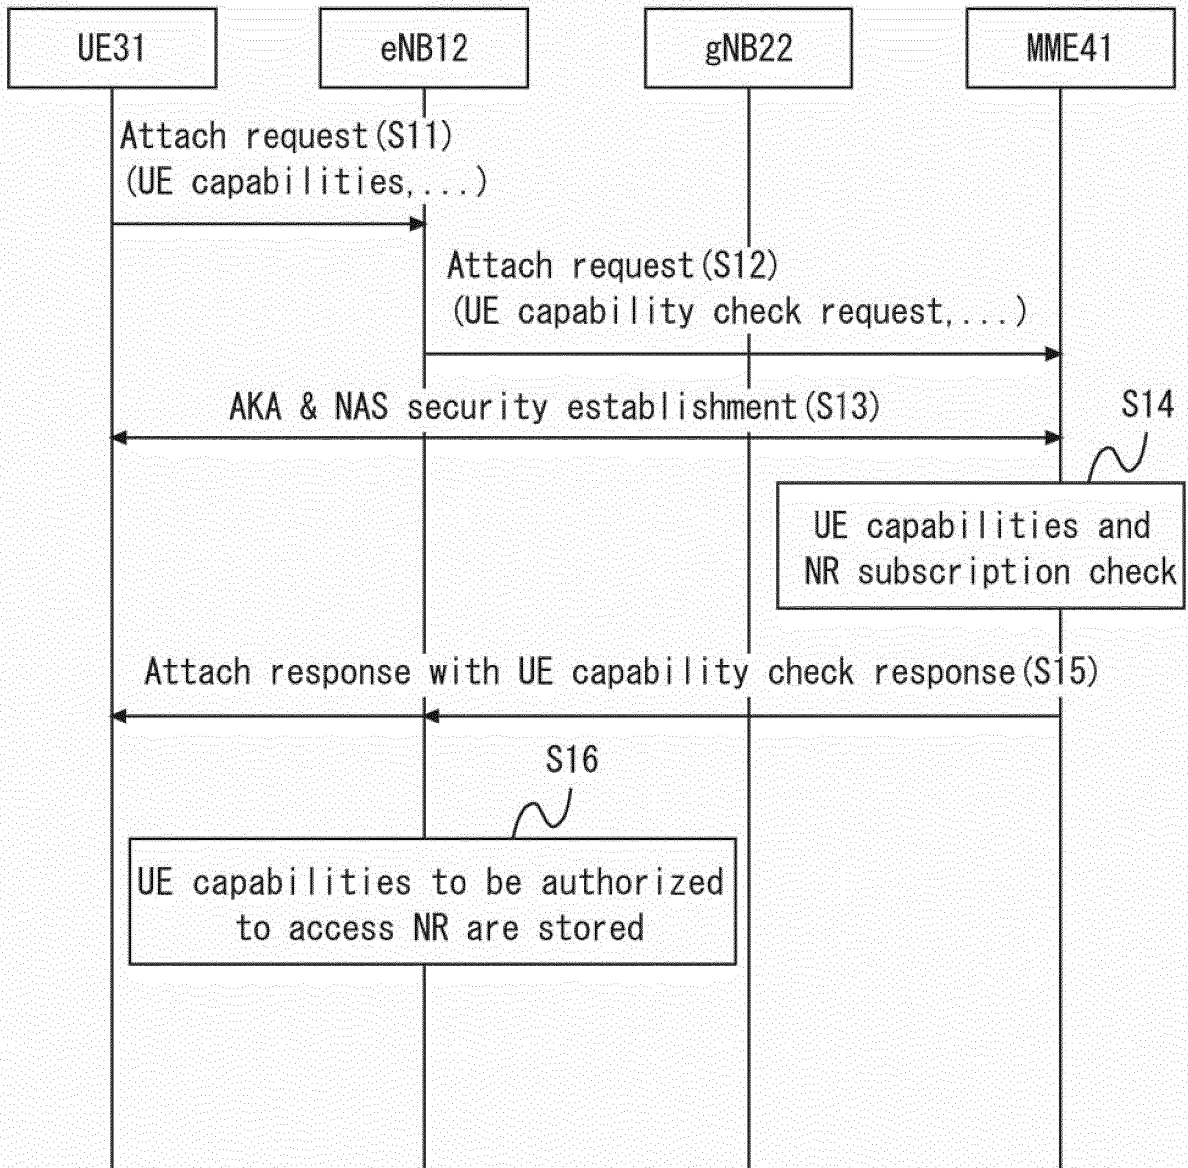 UE31
eNB12
gNB22
MME41
Attach request(S11)
(UE capabilities,....)
Attach request(S12)
(UE capability check request,....)
AKA & NAS security establishment(S13)
S14
UE capabilities and
NR subscription check
Attach response with UE capability check response(S15)
S16
UE capabilities to be authorized
to access NR are stored